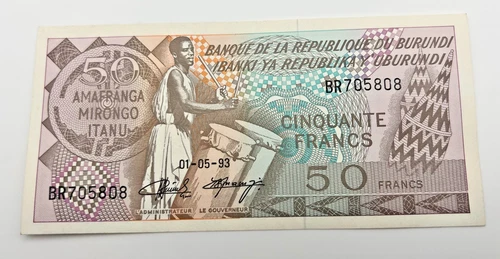 BANQUE DE LA REPUBLIQUE DU BURUNDI
IBANKI YA REPUBLIKA Y'UBURUNDI
50
AMAFRANGA
MIRONGO
ITANU
BR705808
CINQUANTE
FRANCS
01-05-93
BR705808
50 FRANCS
L'ADMINISTRATEUR LE GOUVERNEUR